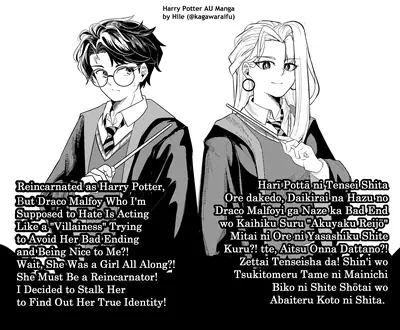 Harry Potter AU Manga
by Hile (@kagawaraifu)
Reincarnated as Harry Potter,
But Draco Malfoy Who I'm
Supposed to Hate Is Acting
Like a "Villainess" Trying
to Avoid Her Bad Ending
and Being Nice to Me?!
Wait, She Was a Girl All Along?!
She Must Be a Reincarnator!
I Decided to Stalk Her
to Find Out Her True Identity!
Hari Pottā ni Tensei Shita
Ore dakedo, Daikirai na Hazu no
Draco Malfoyi ga Naze ka Bad End
wo Kaihiku Suru "Akuyaku Reijō"
Mitai ni Ore niYasashiku Shite
Kuru?! tte, Aitsu Onna Dattano?!
Zettai Tenseisha da! Shin'i wo
Tsukitomeru Tame ni Mainichi
Biko ni Shite Shōtai wo
Abaiteru Koto ni Shita.